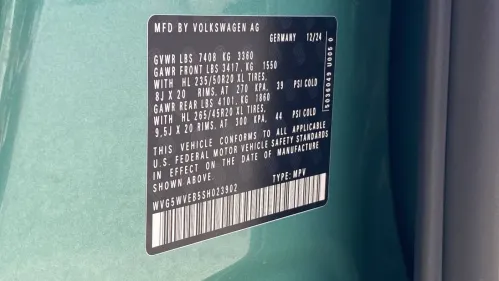 MFD BY VOLKSWAGEN AG
GERMANY 12/24
GVWR LBS 7408 KG 3360
GAWR FRONT LBS 3417, KG 1550
WITH HL 235/50R20 XL TIRES,
8J X 20 RIMS, AT 270 KPA, 39 PSI COLD
GAWR REAR LBS 4101, KG 1860
WITH HL 265/45R20 XL TIRES,
9.5J X 20 RIMS, AT 300 KPA, 44 PSI COLD
THIS VEHICLE CONFORMS TO ALL APPLICABLE
U.S. FEDERAL MOTOR VEHICLE SAFETY STANDARDS
IN EFFECT ON THE DATE OF MANUFACTURE
SHOWN ABOVE.
WVG5WVEB5SH023902 TYPE: MPV
5038049 U005 0